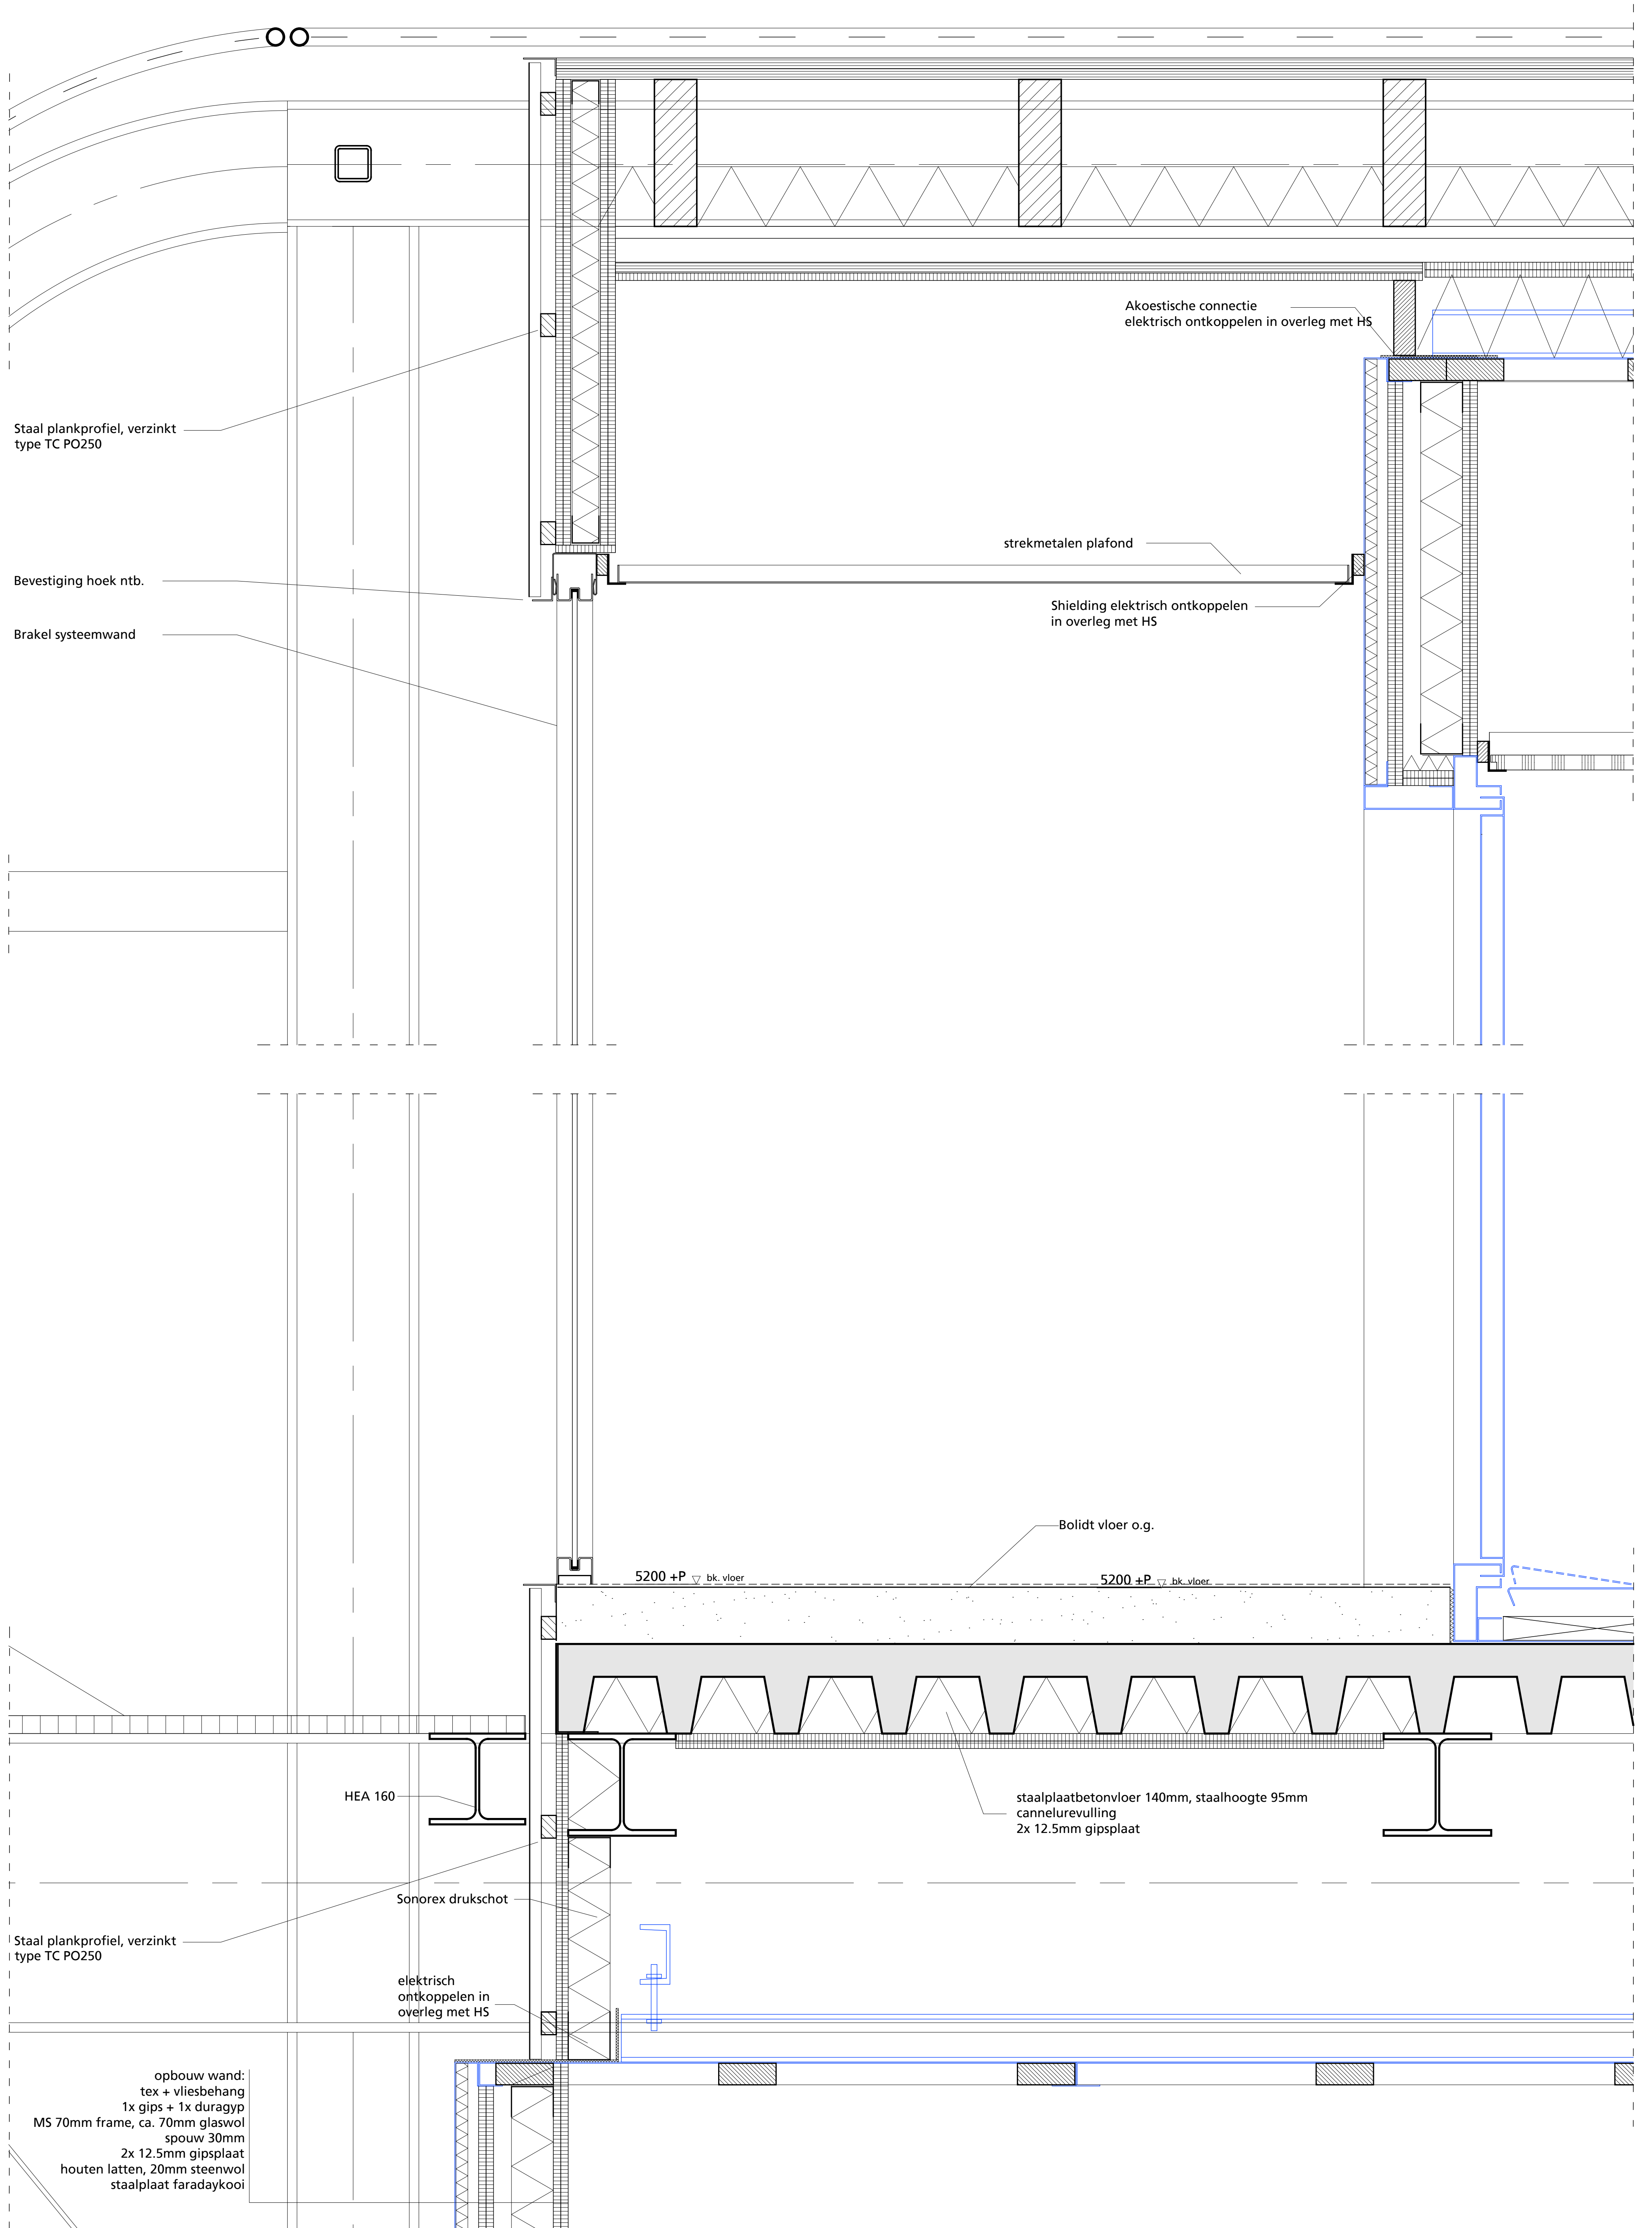 Akoestische connectie
elektrisch ontkoppelen in overleg met HS
Staal plankprofiel, verzinkt
type TC PO250
strekmetalen plafond
Bevestiging hoek ntb.
Shielding elektrisch ontkoppelen
in overleg met HS
Brakel systeemwand
Bolidt vloer o.g.
5200 +P bk. vloer
5200 +P bk. vloer
HEA 160
staalplaatbetonvloer 140mm, staalhoogte 95mm
cannelurevulling
2x 12.5mm gipsplaat
Sonorex drukschot
Staal plankprofiel, verzinkt
type TC PO250
elektrisch
ontkoppelen in
overleg met HS
opbouw wand:
tex + vliesbehang
1x gips + 1x duragyp
MS 70mm frame, ca. 70mm glaswol
spouw 30mm
2x 12.5mm gipsplaat
houten latten, 20mm steenwol
staalplaat faradaykooi